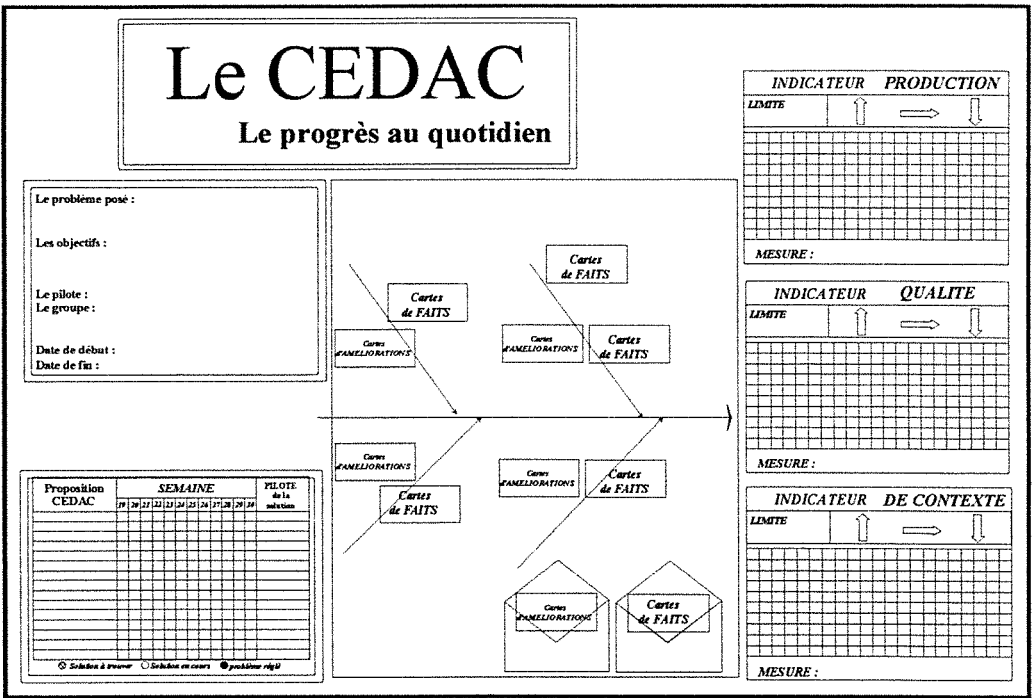 Le CEDAC
Le progrès au quotidien
Le problème posé :
Les objectifs :
Le pilote :
Le groupe :
Date de début :
Date de fin :
Proposition
CEDAC
SEMAINE
PILOTE
de la
solution
19 20 21 22 23 24 25 26 27 28 29 30
Solution à trouver
Solution en cours
problème réglé
Cartes
de FAITS
Cartes
d'AMELIORATIONS
Cartes
de FAITS
Cartes
d'AMELIORATIONS
Cartes
de FAITS
Cartes
d'AMELIORATIONS
Cartes
de FAITS
Cartes
d'AMELIORATIONS
Cartes
de FAITS
Cartes
d'AMELIORATIONS
Cartes
de FAITS
INDICATEUR PRODUCTION
LIMITE
MESURE :
INDICATEUR QUALITE
LIMITE
MESURE :
INDICATEUR DE CONTEXTE
LIMITE
MESURE :